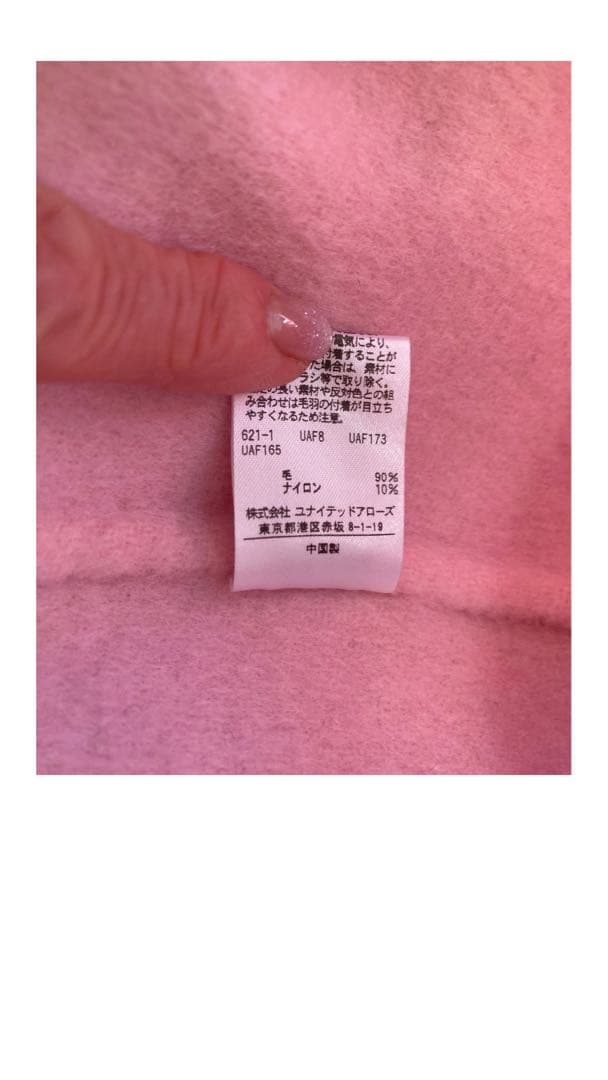 電気により、
付着することが
た場合は、素材に
ラシ等で取り除く。
の良い素材や反対色との組
み合わせは毛羽の付着が目立ち
やすくなるため注意。
621-1 UAF8 UAF173
UAF165
毛 90%
ナイロン 10%
株式会社 ユナイテッドアローズ
東京都港区赤坂 8-1-19
中国製